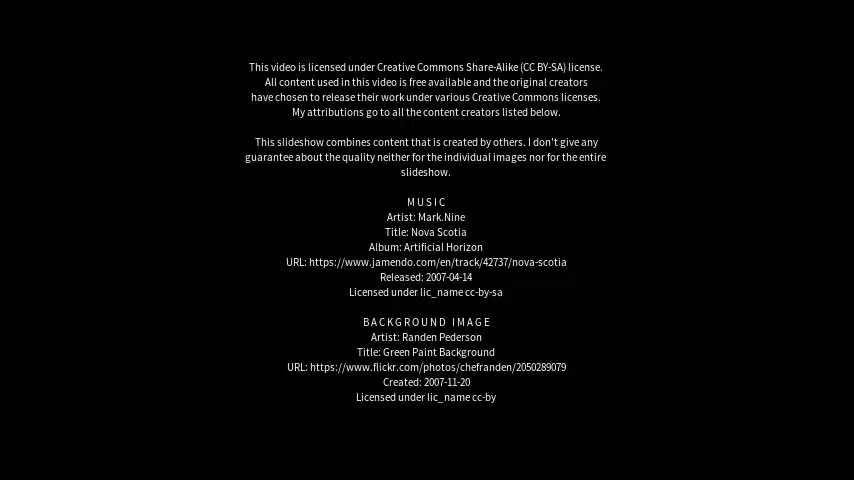 This video is licensed under Creative Commons Share-Alike (CC BY-SA) license.
All content used in this video is free available and the original creators
have chosen to release their work under various Creative Commons licenses.
My attributions go to all the content creators listed below.
This slideshow combines content that is created by others. I don't give any
guarantee about the quality neither for the individual images nor for the entire
slideshow.
MUSIC
Artist: Mark.Nine
Title: Nova Scotia
Album: Artificial Horizon
URL: https://www.jamendo.com/en/track/42737/nova-scotia
Released: 2007-04-14
Licensed under lic_name cc-by-sa
BACKGROUND IMAGE
Artist: Randen Pederson
Title: Green Paint Background
URL: https://www.flickr.com/photos/chefranden/2050289079
Created: 2007-11-20
Licensed under lic_name cc-by